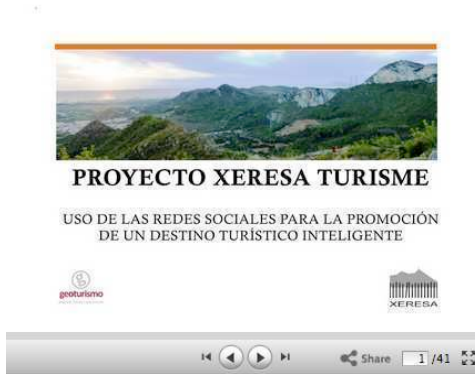 PROYECTO XERESA TURISME
USO DE LAS REDES SOCIALES PARA LA PROMOCIÓN
DE UN DESTINO TURÍSTICO INTELIGENTE
geoturismo
XERESA
Share 1 /41